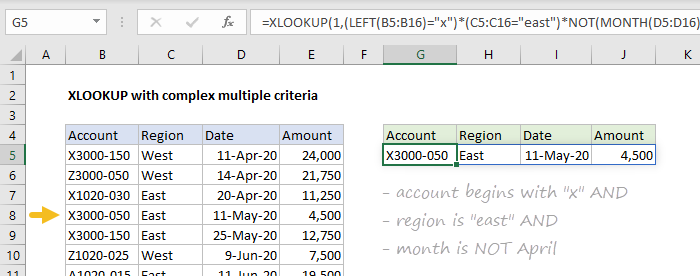 G5 fx =XLOOKUP(1,(LEFT(B5:B16)="x")*(C5:C16="east")*NOT(MONTH(D5:D16)
A B C D E F G H I J K
1
2 XLOOKUP with complex multiple criteria
3
4 Account Region Date Amount Account Region Date Amount
5 X3000-150 West 11-Apr-20 24,000 X3000-050 East 11-May-20 4,500
6 Z3000-050 West 14-Apr-20 21,750
7 X1020-030 East 20-Apr-20 11,250 - account begins with "x" AND
8 X3000-050 East 11-May-20 4,500 - region is "east" AND
9 X3000-150 East 25-May-20 12,750 - month is NOT April
10 Z1020-025 West 9-Jun-20 7,500
11 A1020-015 East 11-Jun-20 19,500